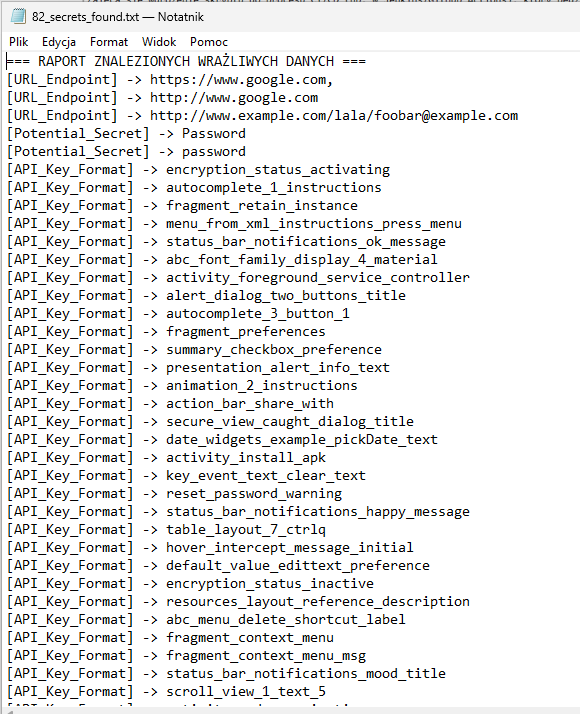 82_secrets_found.txt — Notatnik
Plik Edycja Format Widok Pomoc
=== RAPORT ZNALEZIONYCH WRAŻLIWYCH DANYCH ===
[URL_Endpoint] -> https://www.google.com,
[URL_Endpoint] -> http://www.google.com
[URL_Endpoint] -> http://www.example.com/lala/foobar@example.com
[Potential_Secret] -> Password
[Potential_Secret] -> password
[API_Key_Format] -> encryption_status_activating
[API_Key_Format] -> autocomplete_1_instructions
[API_Key_Format] -> fragment_retain_instance
[API_Key_Format] -> menu_from_xml_instructions_press_menu
[API_Key_Format] -> status_bar_notifications_ok_message
[API_Key_Format] -> abc_font_family_display_4_material
[API_Key_Format] -> activity_foreground_service_controller
[API_Key_Format] -> alert_dialog_two_buttons_title
[API_Key_Format] -> autocomplete_3_button_1
[API_Key_Format] -> fragment_preferences
[API_Key_Format] -> summary_checkbox_preference
[API_Key_Format] -> presentation_alert_info_text
[API_Key_Format] -> animation_2_instructions
[API_Key_Format] -> action_bar_share_with
[API_Key_Format] -> secure_view_caught_dialog_title
[API_Key_Format] -> date_widgets_example_pickDate_text
[API_Key_Format] -> activity_install_apk
[API_Key_Format] -> key_event_text_clear_text
[API_Key_Format] -> reset_password_warning
[API_Key_Format] -> status_bar_notifications_happy_message
[API_Key_Format] -> table_layout_7_ctrlq
[API_Key_Format] -> hover_intercept_message_initial
[API_Key_Format] -> default_value_edittext_preference
[API_Key_Format] -> encryption_status_inactive
[API_Key_Format] -> resources_layout_reference_description
[API_Key_Format] -> abc_menu_delete_shortcut_label
[API_Key_Format] -> fragment_context_menu
[API_Key_Format] -> fragment_context_menu_msg
[API_Key_Format] -> status_bar_notifications_mood_title
[API_Key_Format] -> scroll_view_1_text_5